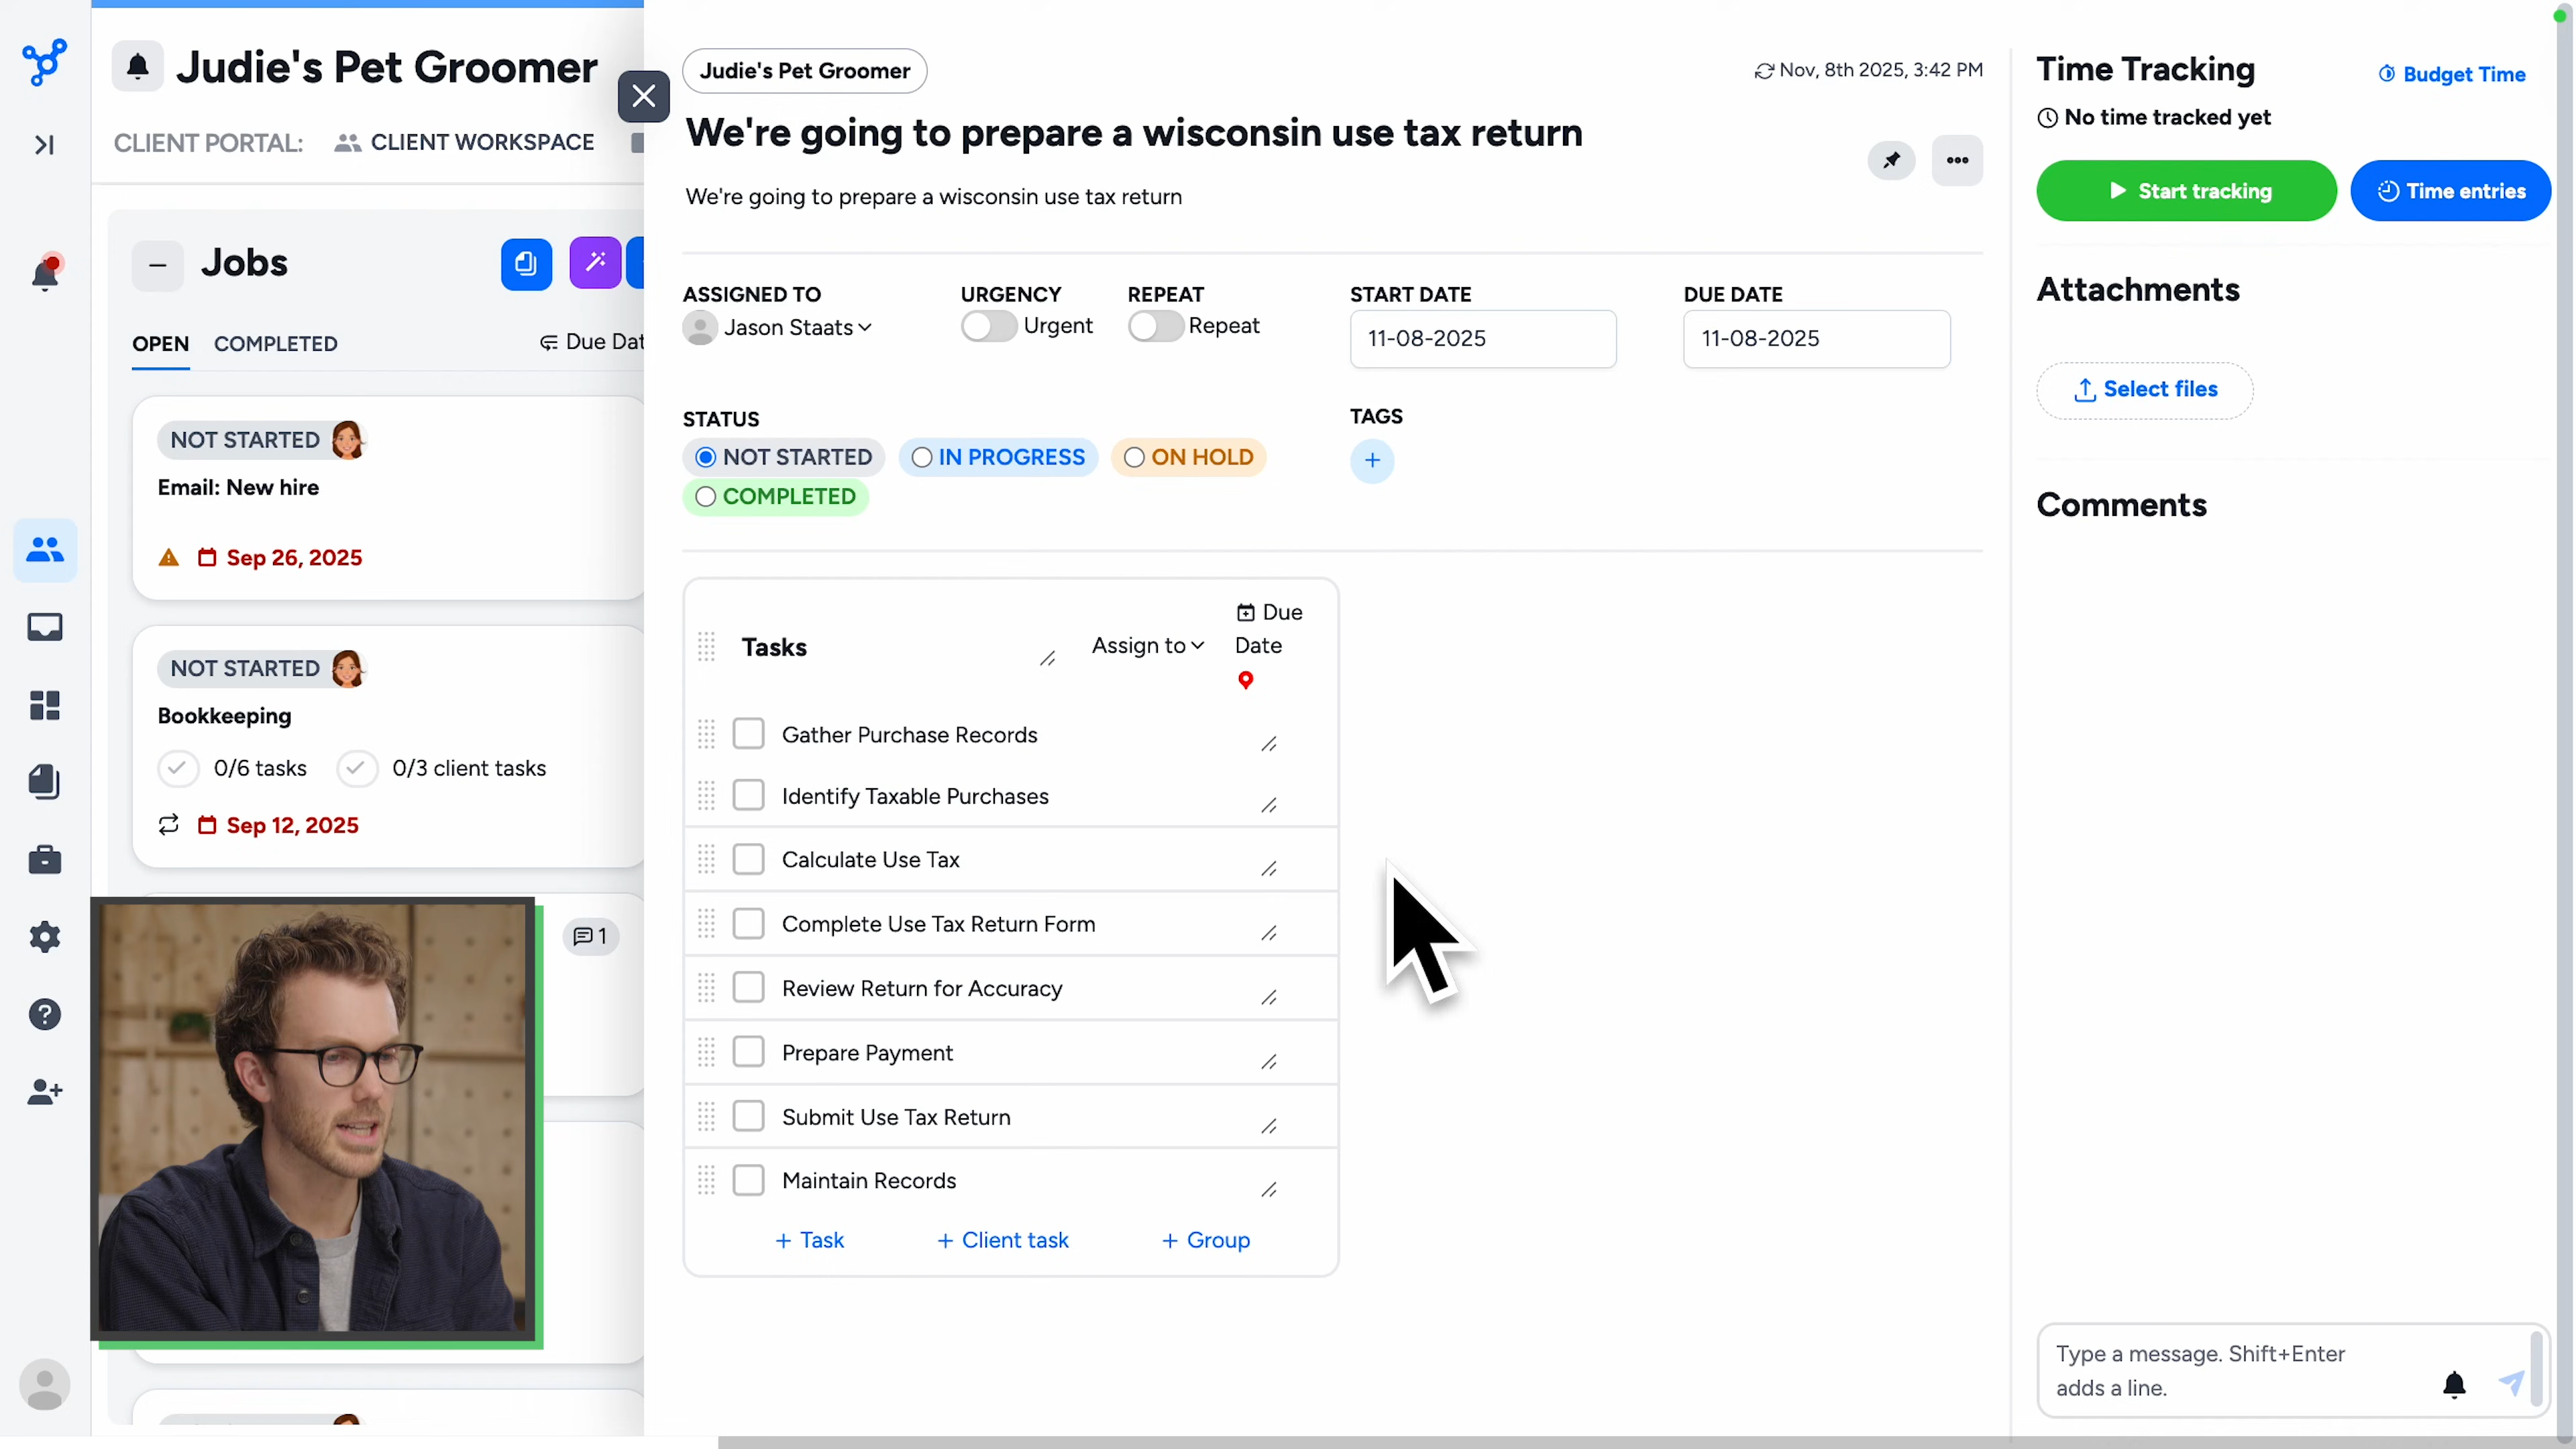 Judie's Pet Groomer
CLIENT PORTAL: CLIENT WORKSPACE
Jobs
OPEN COMPLETED Due Dat
NOT STARTED
Email: New hire
Sep 26, 2025
NOT STARTED
Bookkeeping
0/6 tasks 0/3 client tasks
Sep 12, 2025
1
Judie's Pet Groomer
Nov, 8th 2025, 3:42 PM
We're going to prepare a wisconsin use tax return
We're going to prepare a wisconsin use tax return
ASSIGNED TO URGENCY REPEAT START DATE DUE DATE
Jason Staats Urgent Repeat 11-08-2025 11-08-2025
STATUS TAGS
NOT STARTED IN PROGRESS ON HOLD
COMPLETED
Tasks Assign to Due Date
Gather Purchase Records
Identify Taxable Purchases
Calculate Use Tax
Complete Use Tax Return Form
Review Return for Accuracy
Prepare Payment
Submit Use Tax Return
Maintain Records
+ Task + Client task + Group
Time Tracking Budget Time
No time tracked yet
Start tracking Time entries
Attachments
Select files
Comments
Type a message. Shift+Enter
adds a line.